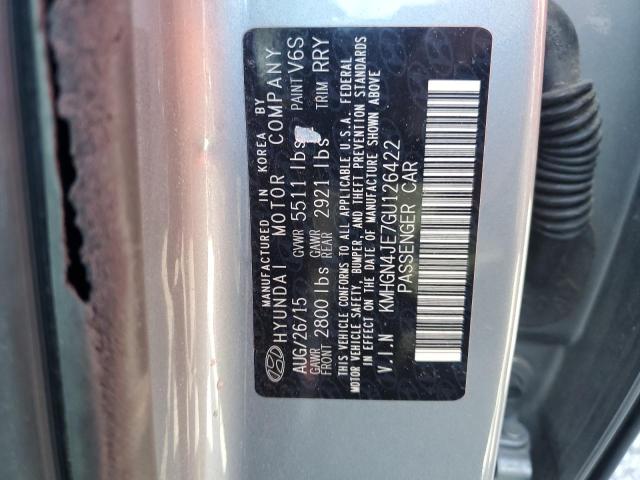 MANUFACTURED IN KOREA BY
HYUNDAI MOTOR COMPANY
AUG/26/15 GVWR 5511 lbs PAINT V6S
GAWR FRONT 2800 lbs GAWR REAR 2921 lbs TRIM RRY
THIS VEHICLE CONFORMS TO ALL APPLICABLE U.S.A. FEDERAL
MOTOR VEHICLE SAFETY, BUMPER, AND THEFT PREVENTION STANDARDS
IN EFFECT ON THE DATE OF MANUFACTURE SHOWN ABOVE.
V.I.N KMHGN4JE7GU126422
PASSENGER CAR